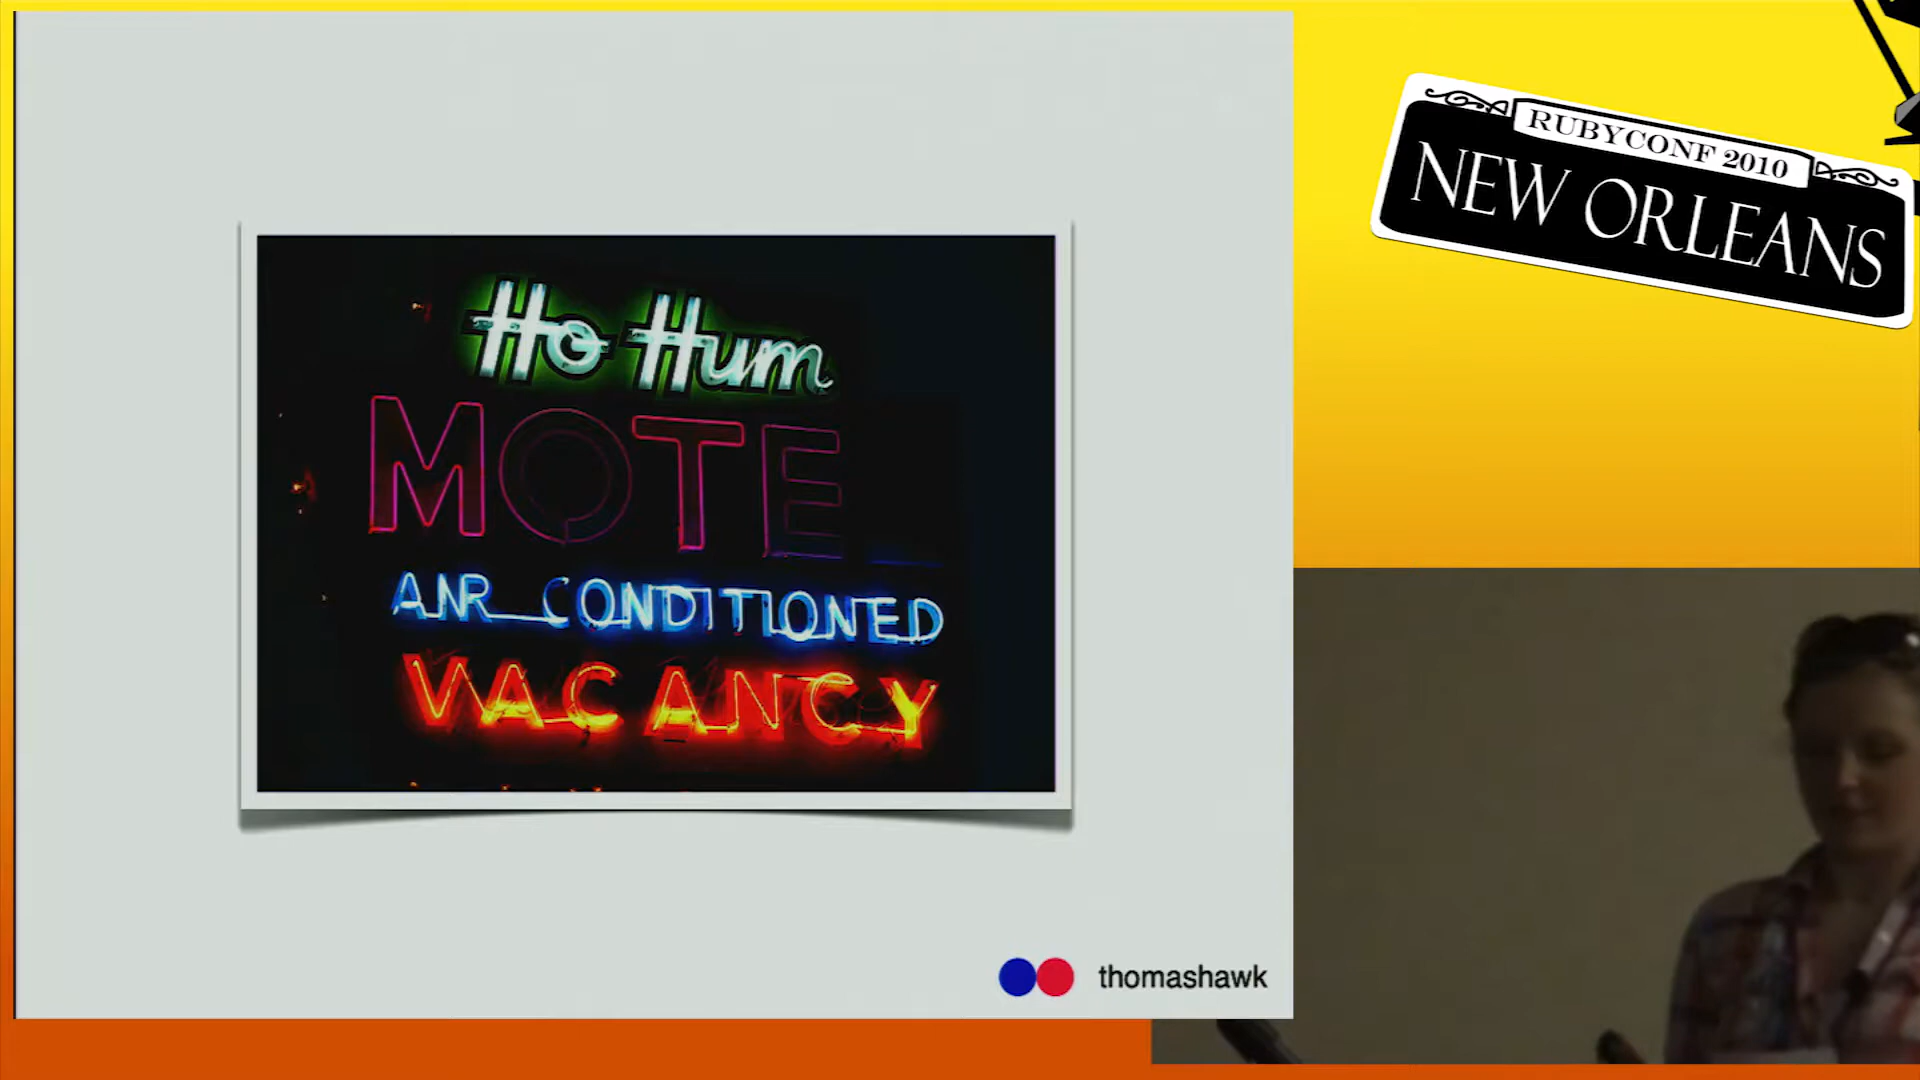 Ho Hum
MOTE
AIR CONDITIONED
VACANCY
thomashawk
RUBYCONF 2010
NEW ORLEANS